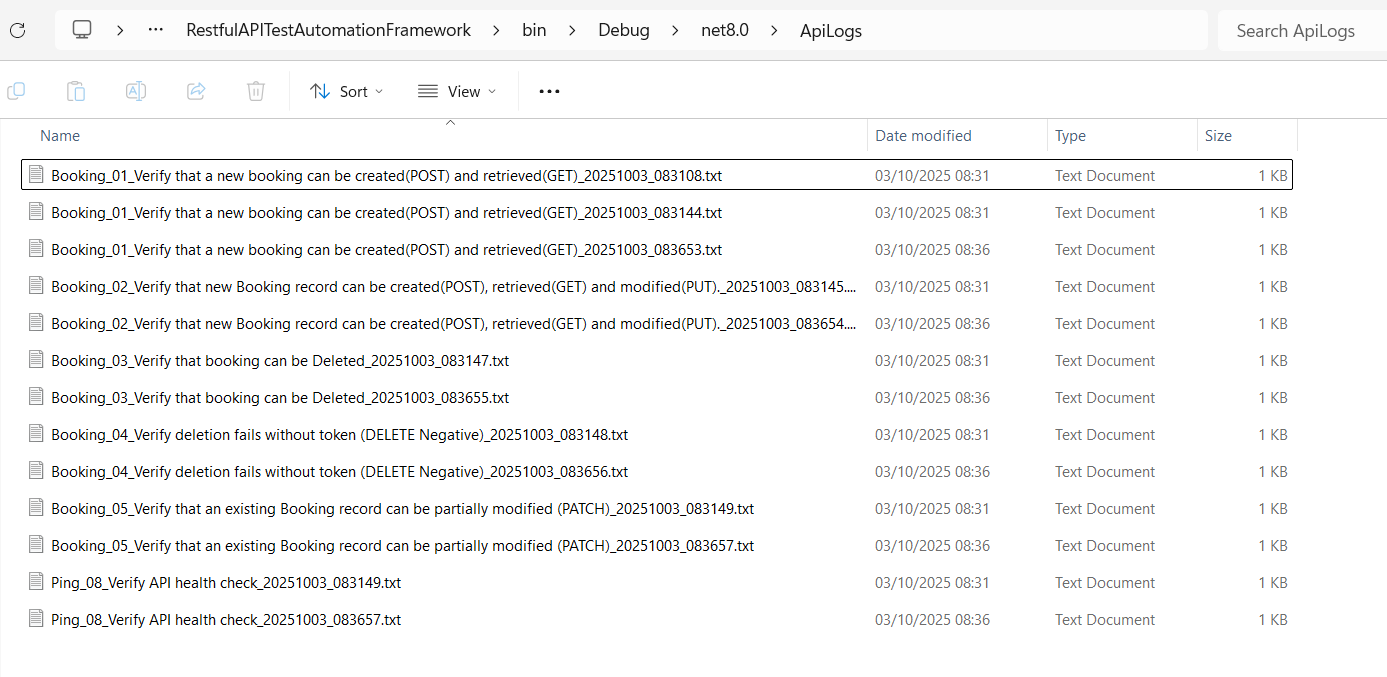 RestfulAPITestAutomationFramework bin Debug net8.0 ApiLogs Search ApiLogs
Sort View
Name Date modified Type Size
Booking_01_Verify that a new booking can be created(POST) and retrieved(GET)_20251003_083108.txt 03/10/2025 08:31 Text Document 1 KB
Booking_01_Verify that a new booking can be created(POST) and retrieved(GET)_20251003_083144.txt 03/10/2025 08:31 Text Document 1 KB
Booking_01_Verify that a new booking can be created(POST) and retrieved(GET)_20251003_083653.txt 03/10/2025 08:36 Text Document 1 KB
Booking_02_Verify that new Booking record can be created(POST), retrieved(GET) and modified(PUT)._20251003_083145.... 03/10/2025 08:31 Text Document 1 KB
Booking_02_Verify that new Booking record can be created(POST), retrieved(GET) and modified(PUT)._20251003_083654.... 03/10/2025 08:36 Text Document 1 KB
Booking_03_Verify that booking can be Deleted_20251003_083147.txt 03/10/2025 08:31 Text Document 1 KB
Booking_03_Verify that booking can be Deleted_20251003_083655.txt 03/10/2025 08:36 Text Document 1 KB
Booking_04_Verify deletion fails without token (DELETE Negative)_20251003_083148.txt 03/10/2025 08:31 Text Document 1 KB
Booking_04_Verify deletion fails without token (DELETE Negative)_20251003_083656.txt 03/10/2025 08:36 Text Document 1 KB
Booking_05_Verify that an existing Booking record can be partially modified (PATCH)_20251003_083149.txt 03/10/2025 08:31 Text Document 1 KB
Booking_05_Verify that an existing Booking record can be partially modified (PATCH)_20251003_083657.txt 03/10/2025 08:36 Text Document 1 KB
Ping_08_Verify API health check_20251003_083149.txt 03/10/2025 08:31 Text Document 1 KB
Ping_08_Verify API health check_20251003_083657.txt 03/10/2025 08:36 Text Document 1 KB